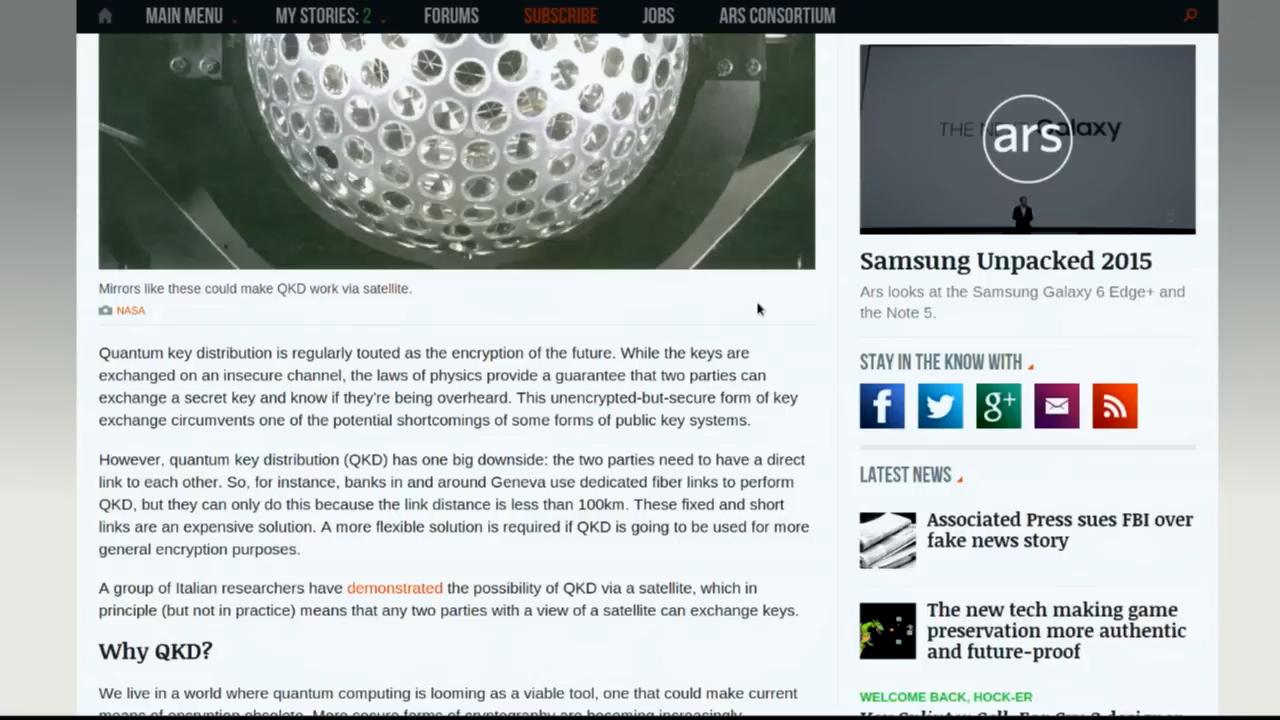 MAIN MENU
MY STORIES: 2
FORUMS
SUBSCRIBE
JOBS
ARS CONSORTIUM
Mirrors like these could make QKD work via satellite.
NASA
Quantum key distribution is regularly touted as the encryption of the future. While the keys are
exchanged on an insecure channel, the laws of physics provide a guarantee that two parties can
exchange a secret key and know if they're being overheard. This unencrypted-but-secure form of key
exchange circumvents one of the potential shortcomings of some forms of public key systems.
However, quantum key distribution (QKD) has one big downside: the two parties need to have a direct
link to each other. So, for instance, banks in and around Geneva use dedicated fiber links to perform
QKD, but they can only do this because the link distance is less than 100km. These fixed and short
links are an expensive solution. A more flexible solution is required if QKD is going to be used for more
general encryption purposes.
A group of Italian researchers have demonstrated the possibility of QKD via a satellite, which in
principle (but not in practice) means that any two parties with a view of a satellite can exchange keys.
Why QKD?
We live in a world where quantum computing is looming as a viable tool, one that could make current
means of encryption obsolete. More secure forms of cryptography are becoming increasingly
THE
ars
Samsung Unpacked 2015
Ars looks at the Samsung Galaxy 6 Edge+ and
the Note 5.
STAY IN THE KNOW WITH
f
g+
LATEST NEWS
Associated Press sues FBI over
fake news story
The new tech making game
preservation more authentic
and future-proof
WELCOME BACK, HOCK-ER